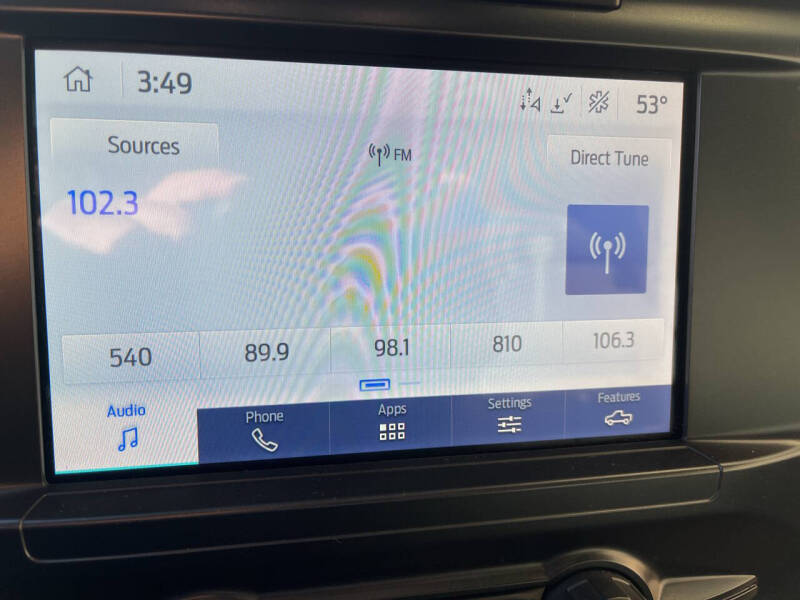 3:49 53°
Sources
FM
Direct Tune
102.3
540 89.9 98.1 810 106.3
Audio Phone Apps Settings Features